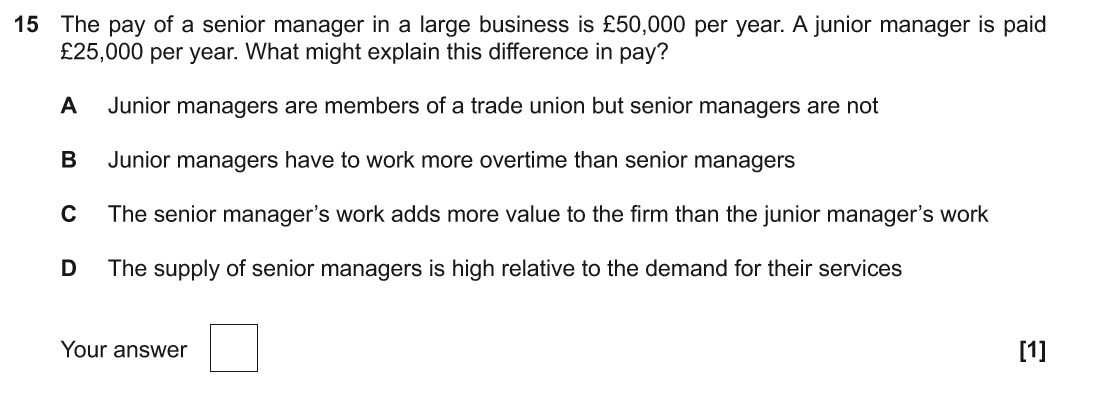 15 The pay of a senior manager in a large business is £50,000 per year. A junior manager is paid
£25,000 per year. What might explain this difference in pay?
A Junior managers are members of a trade union but senior managers are not
B Junior managers have to work more overtime than senior managers
C The senior manager’s work adds more value to the firm than the junior manager’s work
D The supply of senior managers is high relative to the demand for their services
Your answer [1]